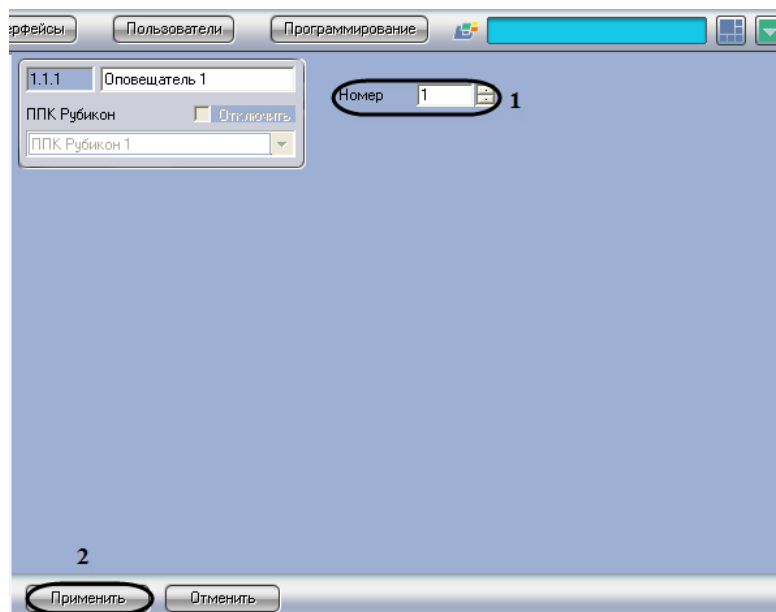 рфейсы Пользователи Программирование
1.1.1 Оповещатель 1
Номер 1 1
ППК Рубикон Отключить
ППК Рубикон 1
2
Применить Отменить